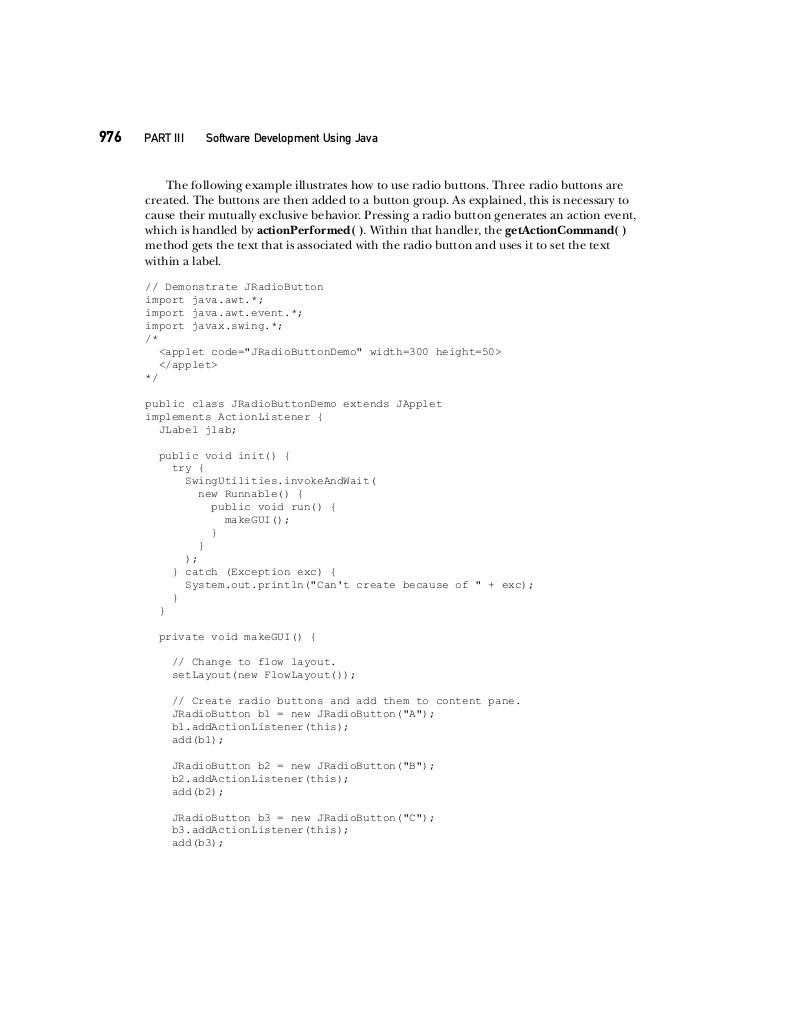 976 PART III Software Development Using Java
The following example illustrates how to use radio buttons. Three radio buttons are
created. The buttons are then added to a button group. As explained, this is necessary to
cause their mutually exclusive behavior. Pressing a radio button generates an action event,
which is handled by actionPerformed( ). Within that handler, the getActionCommand( )
method gets the text that is associated with the radio button and uses it to set the text
within a label.
// Demonstrate JRadioButton
import java.awt.*;
import java.awt.event.*;
import javax.swing.*;
/*
  <applet code="JRadioButtonDemo" width=300 height=50>
  </applet>
*/
public class JRadioButtonDemo extends JApplet
implements ActionListener {
  JLabel jlab;
  public void init() {
    try {
      SwingUtilities.invokeAndWait(
        new Runnable() {
          public void run() {
            makeGUI();
          }
        }
      );
    } catch (Exception exc) {
      System.out.println("Can't create because of " + exc);
    }
  }
  private void makeGUI() {
    // Change to flow layout.
    setLayout(new FlowLayout());
    // Create radio buttons and add them to content pane.
    JRadioButton b1 = new JRadioButton("A");
    b1.addActionListener(this);
    add(b1);
    JRadioButton b2 = new JRadioButton("B");
    b2.addActionListener(this);
    add(b2);
    JRadioButton b3 = new JRadioButton("C");
    b3.addActionListener(this);
    add(b3);